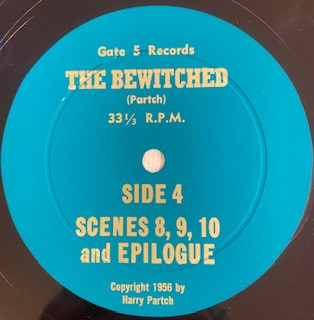 Gate 5 Records
THE BEWITCHED
(Partch)
33⅓ R.P.M.
SIDE 4
SCENES 8, 9, 10
and EPILOGUE
Copyright 1956 by
Harry Partch